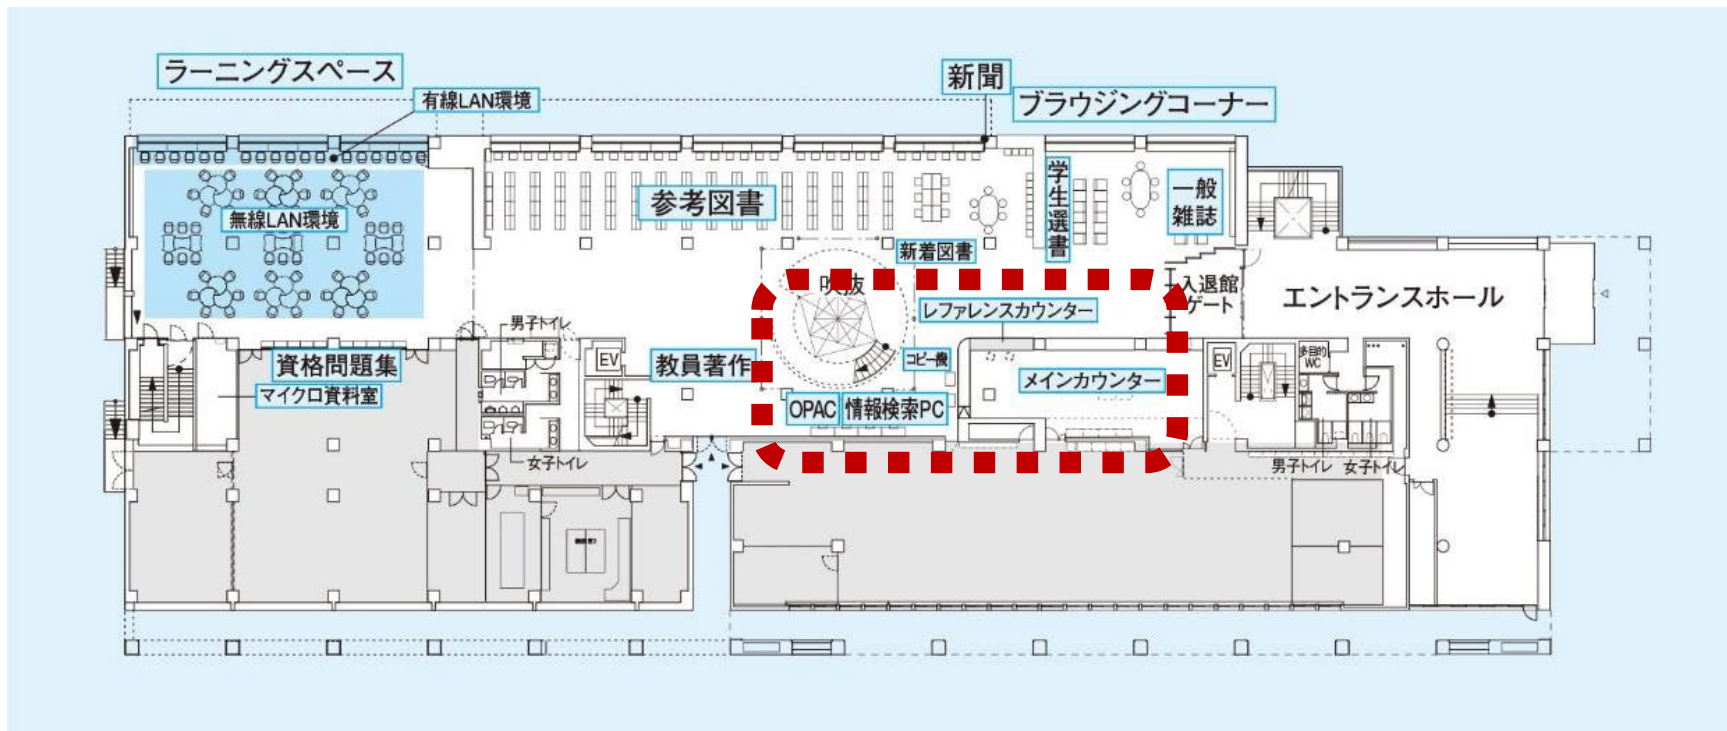 ラーニングスペース
有線LAN環境
新聞
ブラウジングコーナー
無線LAN環境
参考図書
学生選書
一般
雑誌
新着図書
吹抜
入退館
ゲート
エントランスホール
レファレンスカウンター
男子トイレ
EV
資格問題集
マイクロ資料室
教員著作
コピー機
メインカウンター
EV
多目的
WC
OPAC
情報検索PC
女子トイレ
男子トイレ
女子トイレ